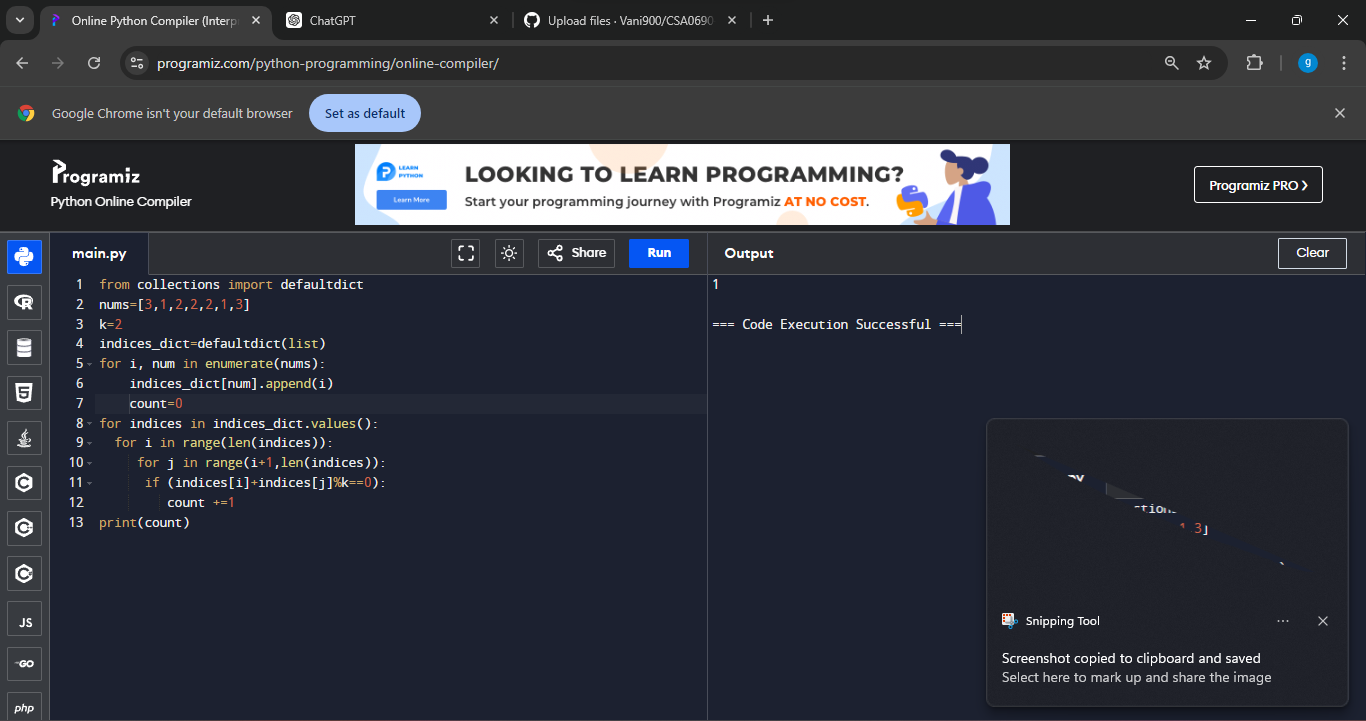 Online Python Compiler (Interp
ChatGPT
Upload files · Vani900/CSA0690
programiz.com/python-programming/online-compiler/
g
Google Chrome isn't your default browser
Set as default
Programiz
Python Online Compiler
LEARN
PYTHON
Learn More
LOOKING TO LEARN PROGRAMMING?
Start your programming journey with Programiz AT NO COST.
Programiz PRO
main.py
Share
Run
Output
Clear
1 from collections import defaultdict
2 nums=[3,1,2,2,2,1,3]
3 k=2
4 indices_dict=defaultdict(list)
5 for i, num in enumerate(nums):
6     indices_dict[num].append(i)
7     count=0
8 for indices in indices_dict.values():
9   for i in range(len(indices)):
10      for j in range(i+1,len(indices)):
11       if (indices[i]+indices[j]%k==0):
12          count +=1
13 print(count)
1
=== Code Execution Successful ===
JS
GO
php
Snipping Tool
Screenshot copied to clipboard and saved
Select here to mark up and share the image